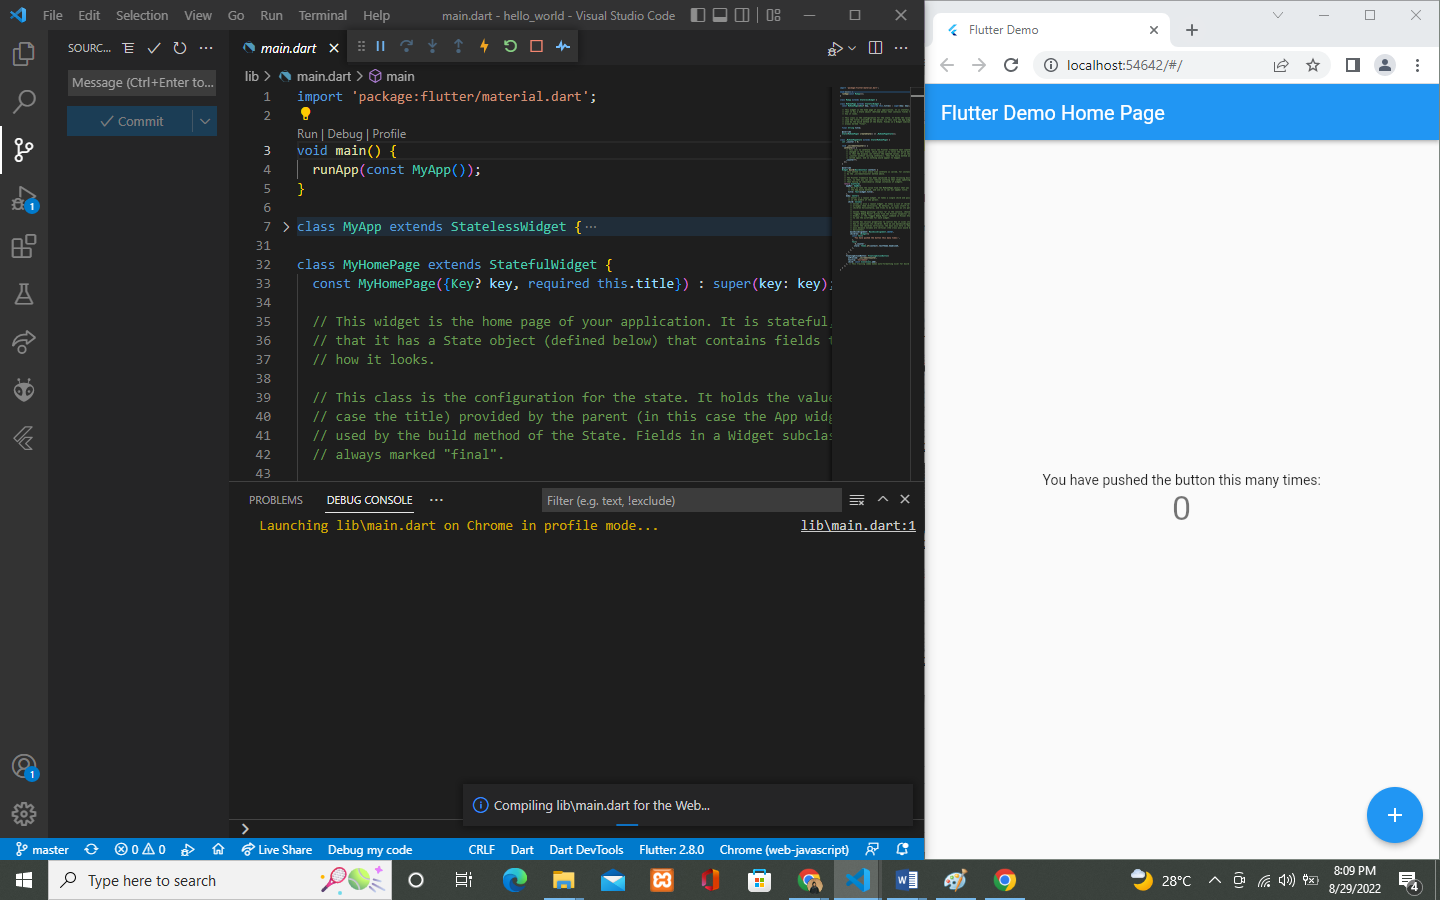 File Edit Selection View Go Run Terminal Help
main.dart - hello_world - Visual Studio Code
SOURC...
Message (Ctrl+Enter to...
Commit
1
1
main.dart
lib > main.dart > main
1 import 'package:flutter/material.dart';
2
Run | Debug | Profile
3 void main() {
4 runApp(const MyApp());
5 }
6
7 class MyApp extends StatelessWidget {
31
32 class MyHomePage extends StatefulWidget {
33 const MyHomePage({Key? key, required this.title}) : super(key: key);
34
35 // This widget is the home page of your application. It is stateful,
36 // that it has a State object (defined below) that contains fields
37 // how it looks.
38
39 // This class is the configuration for the state. It holds the value
40 // case the title) provided by the parent (in this case the App widg
41 // used by the build method of the State. Fields in a Widget subclas
42 // always marked "final".
43
PROBLEMS DEBUG CONSOLE ...
Filter (e.g. text, !exclude)
Launching lib\main.dart on Chrome in profile mode...
lib\main.dart:1
Compiling lib\main.dart for the Web...
master 0 0 Live Share Debug my code
CRLF Dart Dart DevTools Flutter: 2.8.0 Chrome (web-javascript)
Flutter Demo
localhost:54642/#/
Flutter Demo Home Page
You have pushed the button this many times:
0
Type here to search
28°C
8:09 PM
8/29/2022
4